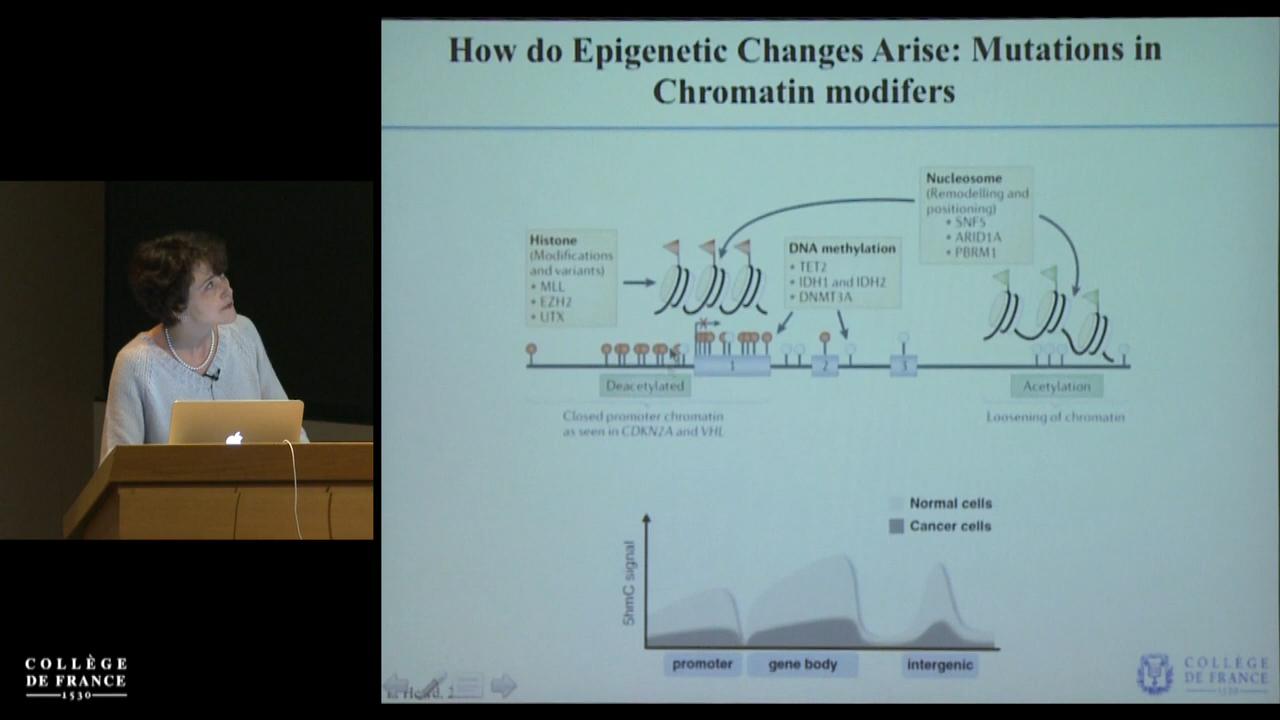 How do Epigenetic Changes Arise: Mutations in
Chromatin modifers
Nucleosome
(Remodelling and
positioning)
• SNF5
• ARID1A
• PBRM1
Histone
(Modifications
and variants)
• MLL
• EZH2
• UTX
DNA methylation
• TET2
• IDH1 and IDH2
• DNMT3A
1
2
3
Deacetylated
Acetylation
Closed promoter chromatin
as seen in CDKN2A and VHL
Loosening of chromatin
Normal cells
Cancer cells
5hmC signal
promoter
gene body
intergenic
COLLÈGE
DE FRANCE
1530
COLLÈGE
DE FRANCE
1530